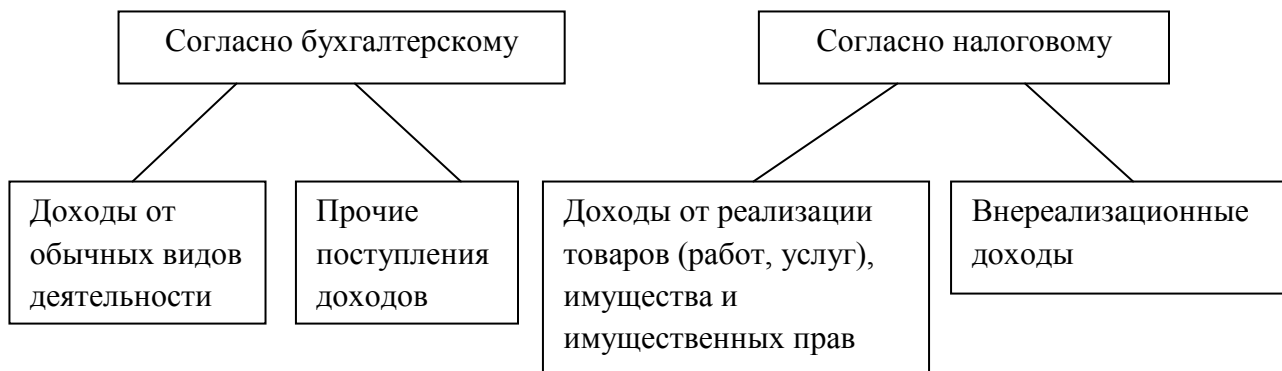 Согласно бухгалтерскому
Согласно налоговому
Доходы от
обычных видов
деятельности
Прочие
поступления
доходов
Доходы от реализации
товаров (работ, услуг),
имущества и
имущественных прав
Внереализационные
доходы